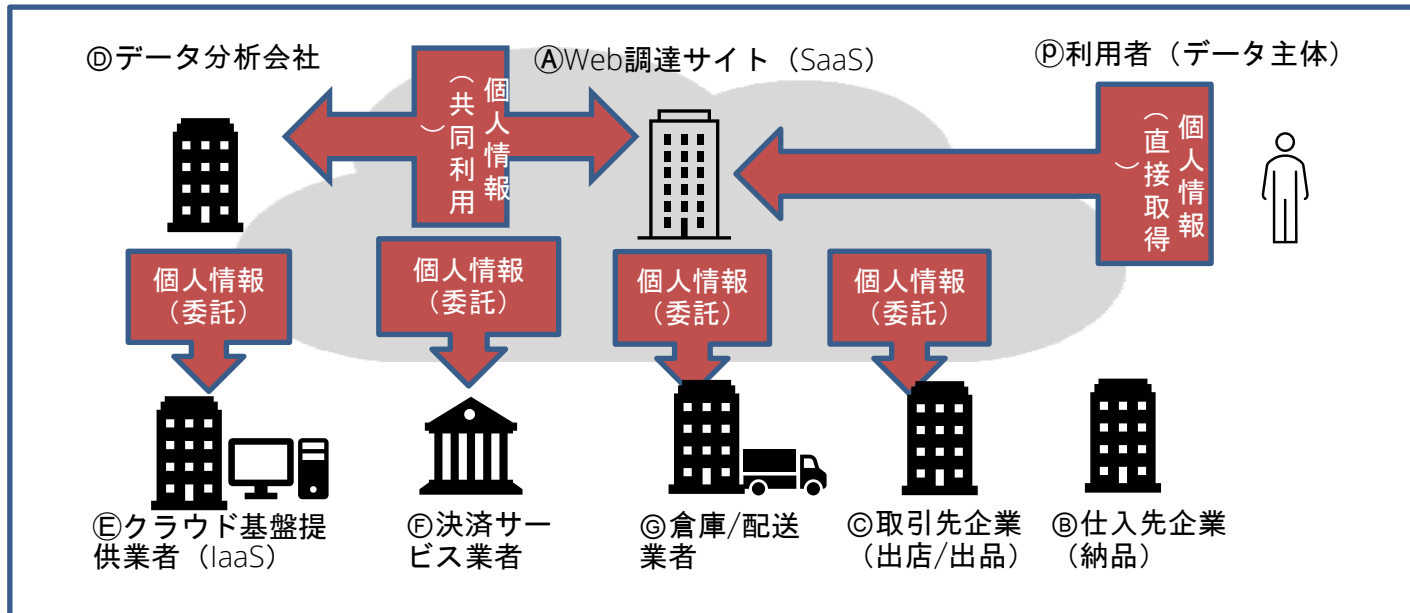 Ⓓデータ分析会社
ⒶWeb調達サイト（SaaS）
Ⓟ利用者（データ主体）
個人情報
（共同利用）
個人情報
（直接取得）
個人情報
（委託）
個人情報
（委託）
個人情報
（委託）
個人情報
（委託）
Ⓔクラウド基盤提
供業者（IaaS）
Ⓕ決済サー
ビス業者
Ⓖ倉庫/配送
業者
Ⓒ取引先企業
（出店/出品）
Ⓑ仕入先企業
（納品）